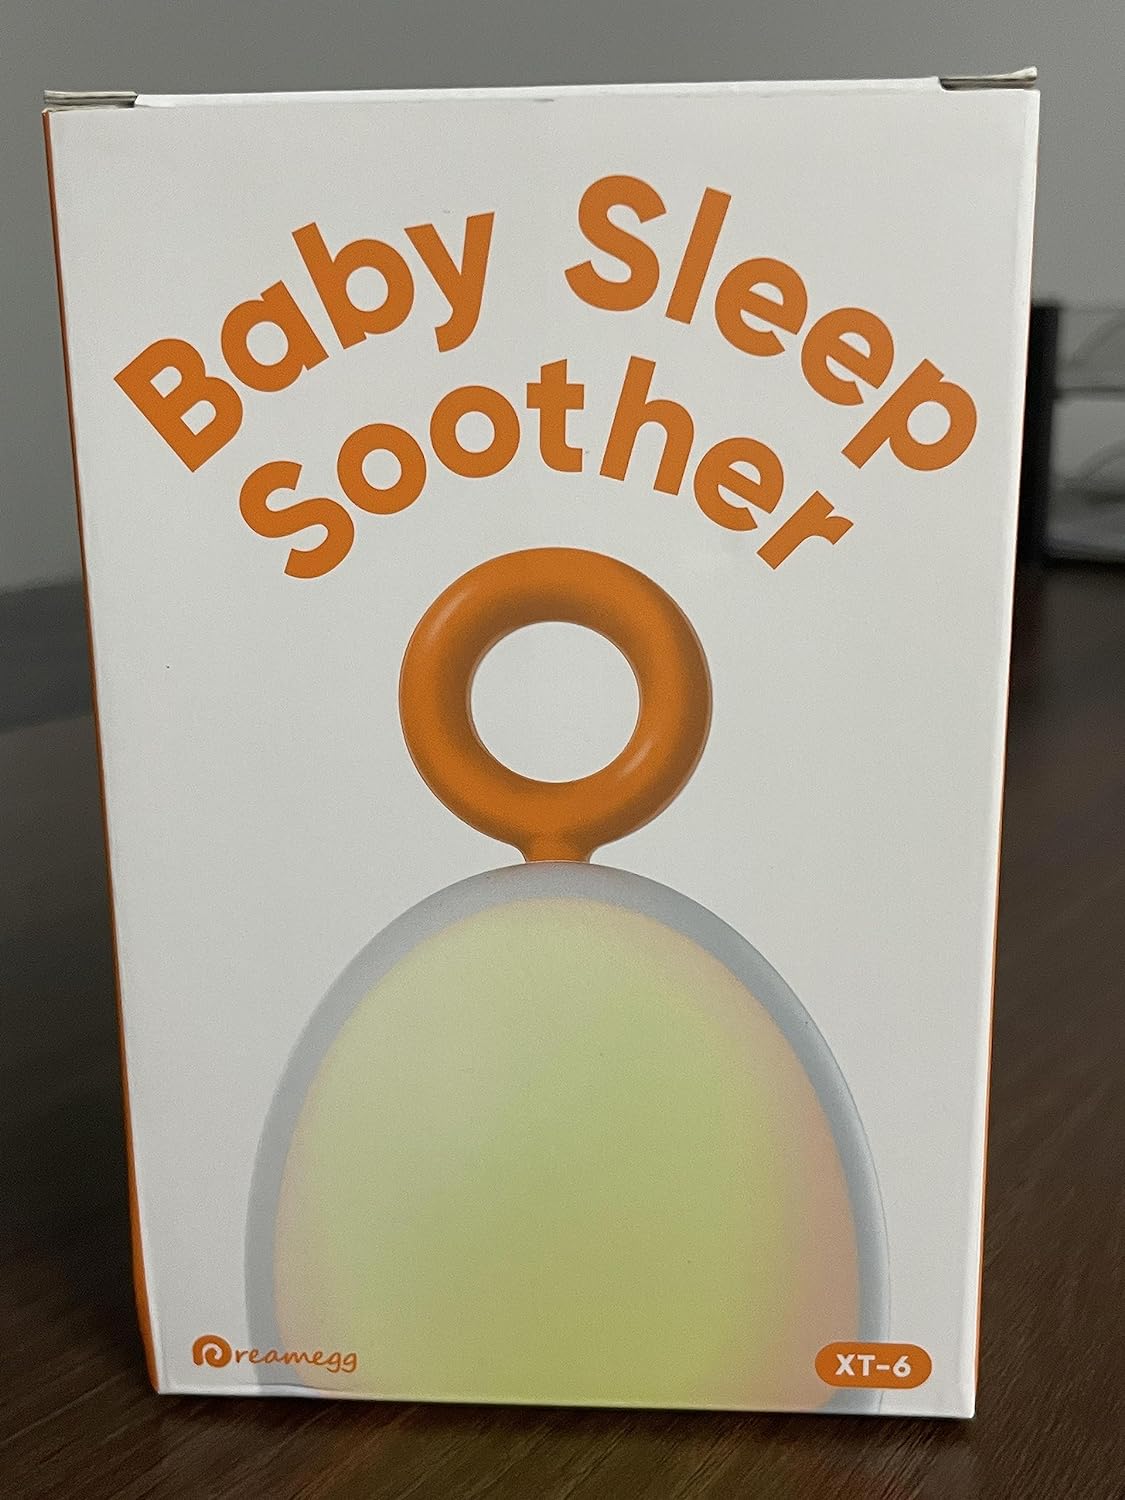 Baby Sleep
Soother
Dreamegg
XT-6